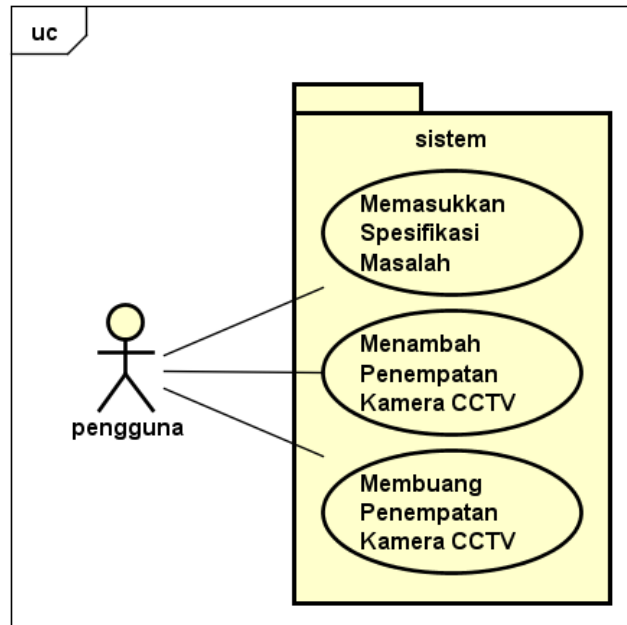 uc
sistem
Memasukkan
Spesifikasi
Masalah
Menambah
Penempatan
Kamera CCTV
pengguna
Membuang
Penempatan
Kamera CCTV